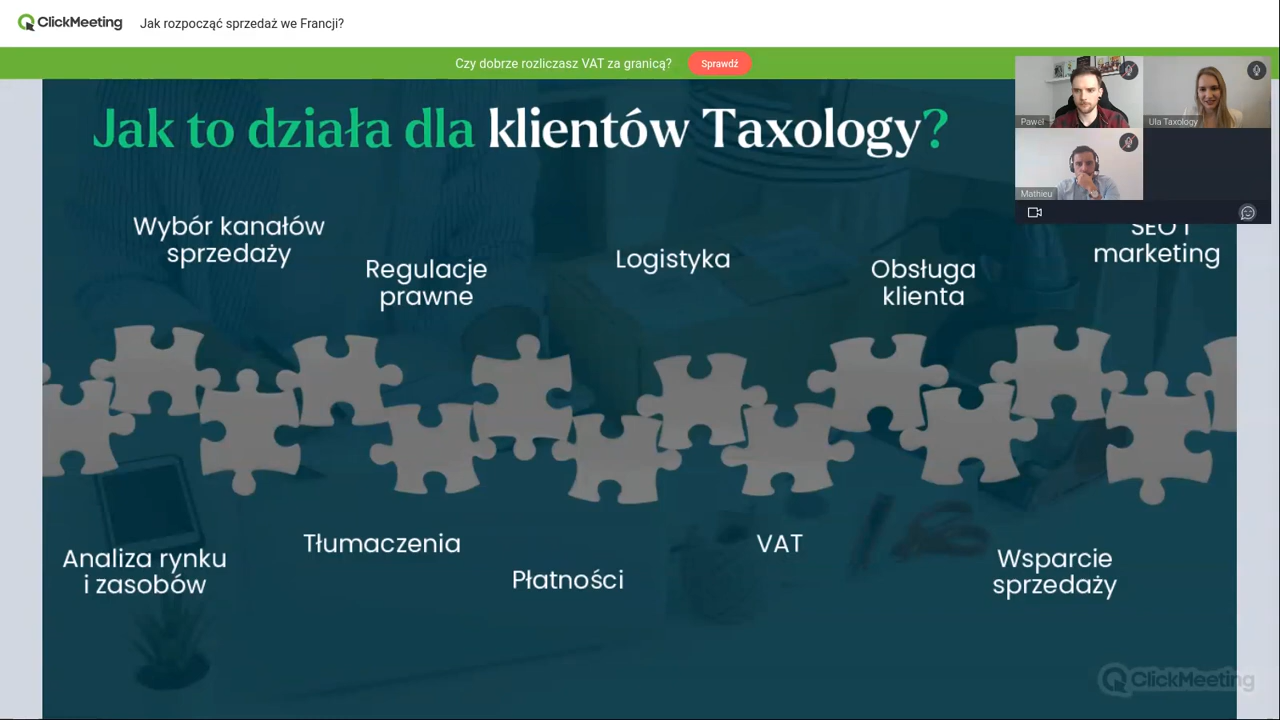 ClickMeeting Jak rozpocząć sprzedaż we Francji?
Czy dobrze rozliczasz VAT za granicą? Sprawdź
Jak to działa dla klientów Taxology?
Paweł
Ula Taxology
Mathieu
Wybór kanałów
sprzedaży
Regulacje
prawne
Logistyka
Obsługa
klienta
SEO i
marketing
Analiza rynku
i zasobów
Tłumaczenia
Płatności
VAT
Wsparcie
sprzedaży
ClickMeeting